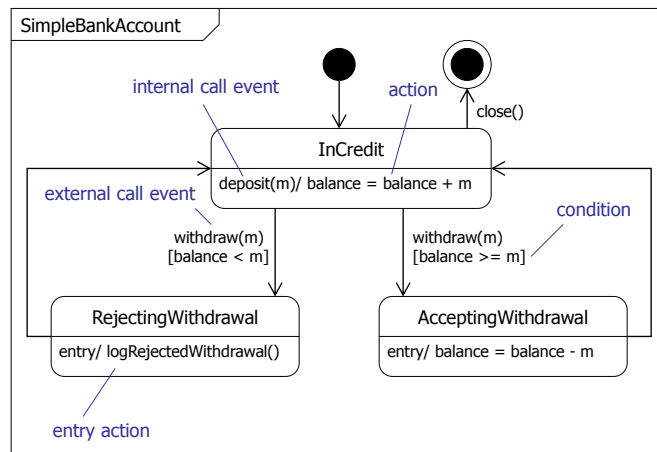 SimpleBankAccount
internal call event
action
close()
InCredit
deposit(m)/ balance = balance + m
external call event
condition
withdraw(m)
[balance < m]
withdraw(m)
[balance >= m]
RejectingWithdrawal
entry/ logRejectedWithdrawal()
AcceptingWithdrawal
entry/ balance = balance - m
entry action